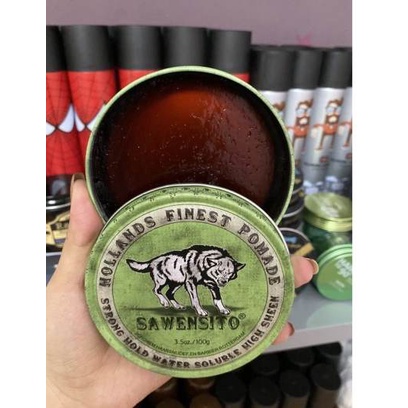 HOLLANDS FINEST POMADE
SAWENSITO®
3.5oz./100g
STRONG HOLD WATER SOLUBLE HIGH SHEEN